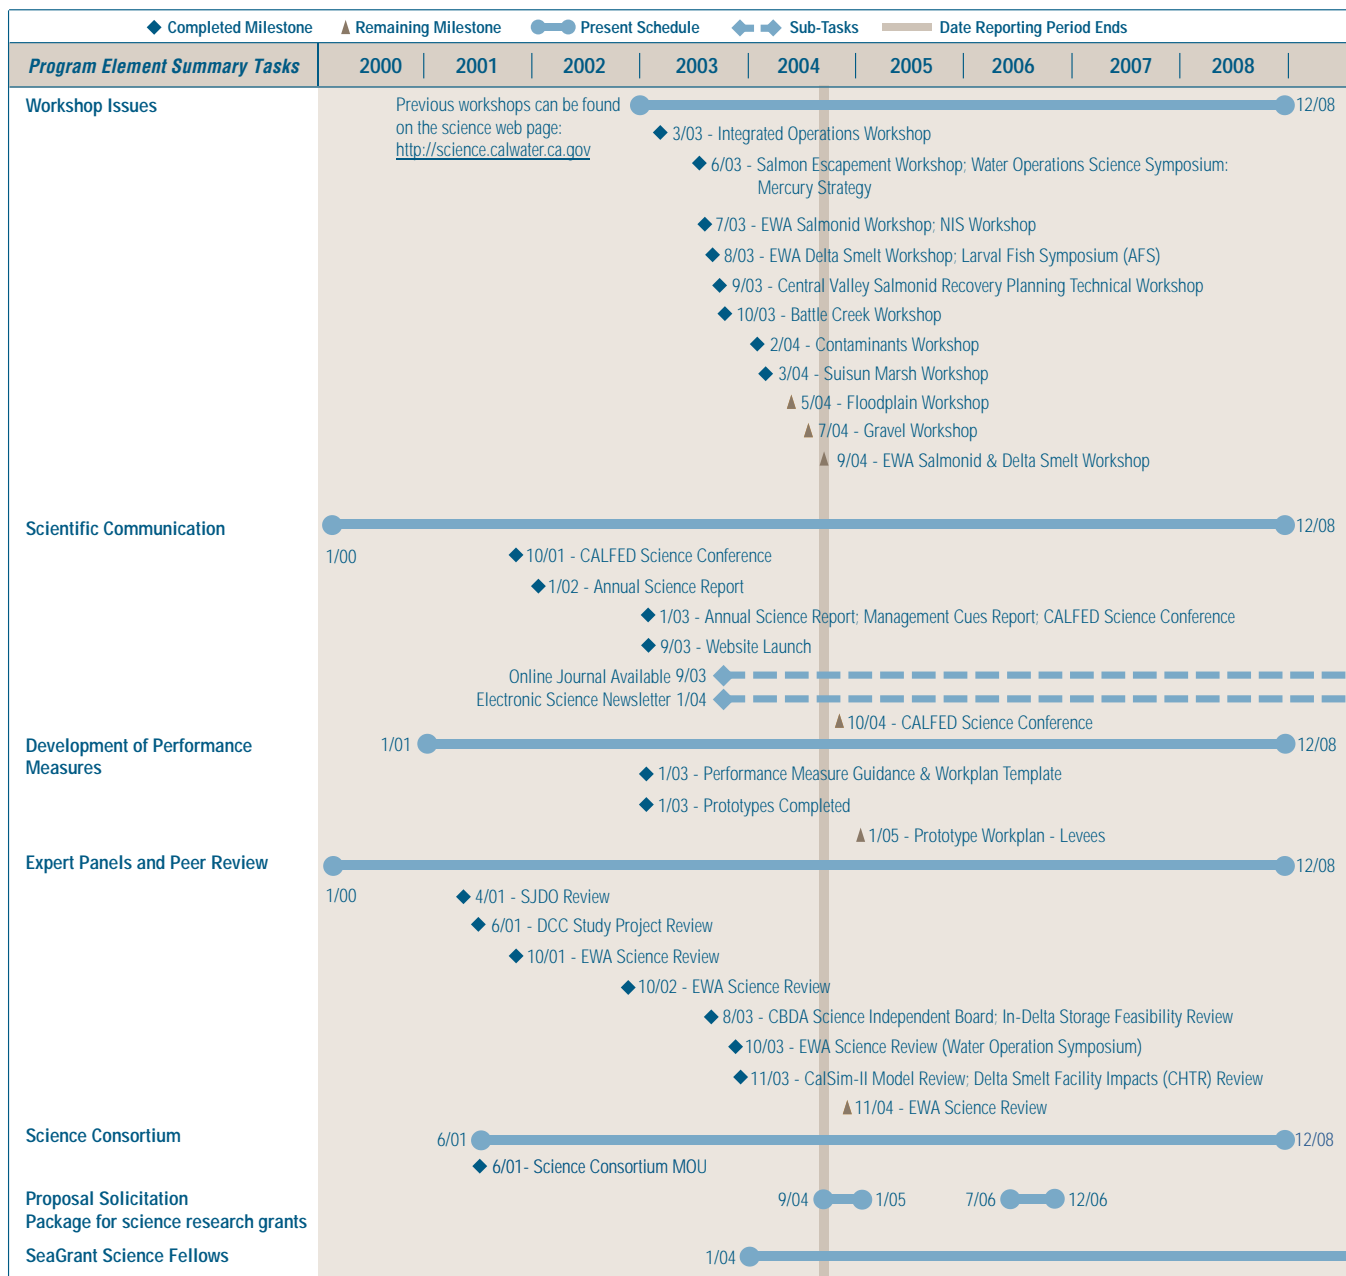 Completed Milestone Remaining Milestone Present Schedule Sub-Tasks Date Reporting Period Ends
Program Element Summary Tasks 2000 2001 2002 2003 2004 2005 2006 2007 2008
Workshop Issues
Previous workshops can be found
on the science web page:
http://science.calwater.ca.gov
12/08
3/03 - Integrated Operations Workshop
6/03 - Salmon Escapement Workshop; Water Operations Science Symposium:
Mercury Strategy
7/03 - EWA Salmonid Workshop; NIS Workshop
8/03 - EWA Delta Smelt Workshop; Larval Fish Symposium (AFS)
9/03 - Central Valley Salmonid Recovery Planning Technical Workshop
10/03 - Battle Creek Workshop
2/04 - Contaminants Workshop
3/04 - Suisun Marsh Workshop
5/04 - Floodplain Workshop
7/04 - Gravel Workshop
9/04 - EWA Salmonid & Delta Smelt Workshop
Scientific Communication
12/08
1/00
10/01 - CALFED Science Conference
1/02 - Annual Science Report
1/03 - Annual Science Report; Management Cues Report; CALFED Science Conference
9/03 - Website Launch
Online Journal Available 9/03
Electronic Science Newsletter 1/04
10/04 - CALFED Science Conference
Development of Performance
Measures
1/01
12/08
1/03 - Performance Measure Guidance & Workplan Template
1/03 - Prototypes Completed
1/05 - Prototype Workplan - Levees
Expert Panels and Peer Review
12/08
1/00
4/01 - SJDO Review
6/01 - DCC Study Project Review
10/01 - EWA Science Review
10/02 - EWA Science Review
8/03 - CBDA Science Independent Board; In-Delta Storage Feasibility Review
10/03 - EWA Science Review (Water Operation Symposium)
11/03 - CalSim-II Model Review; Delta Smelt Facility Impacts (CHTR) Review
11/04 - EWA Science Review
Science Consortium
6/01
12/08
6/01- Science Consortium MOU
Proposal Solicitation
Package for science research grants
9/04 1/05 7/06 12/06
SeaGrant Science Fellows
1/04